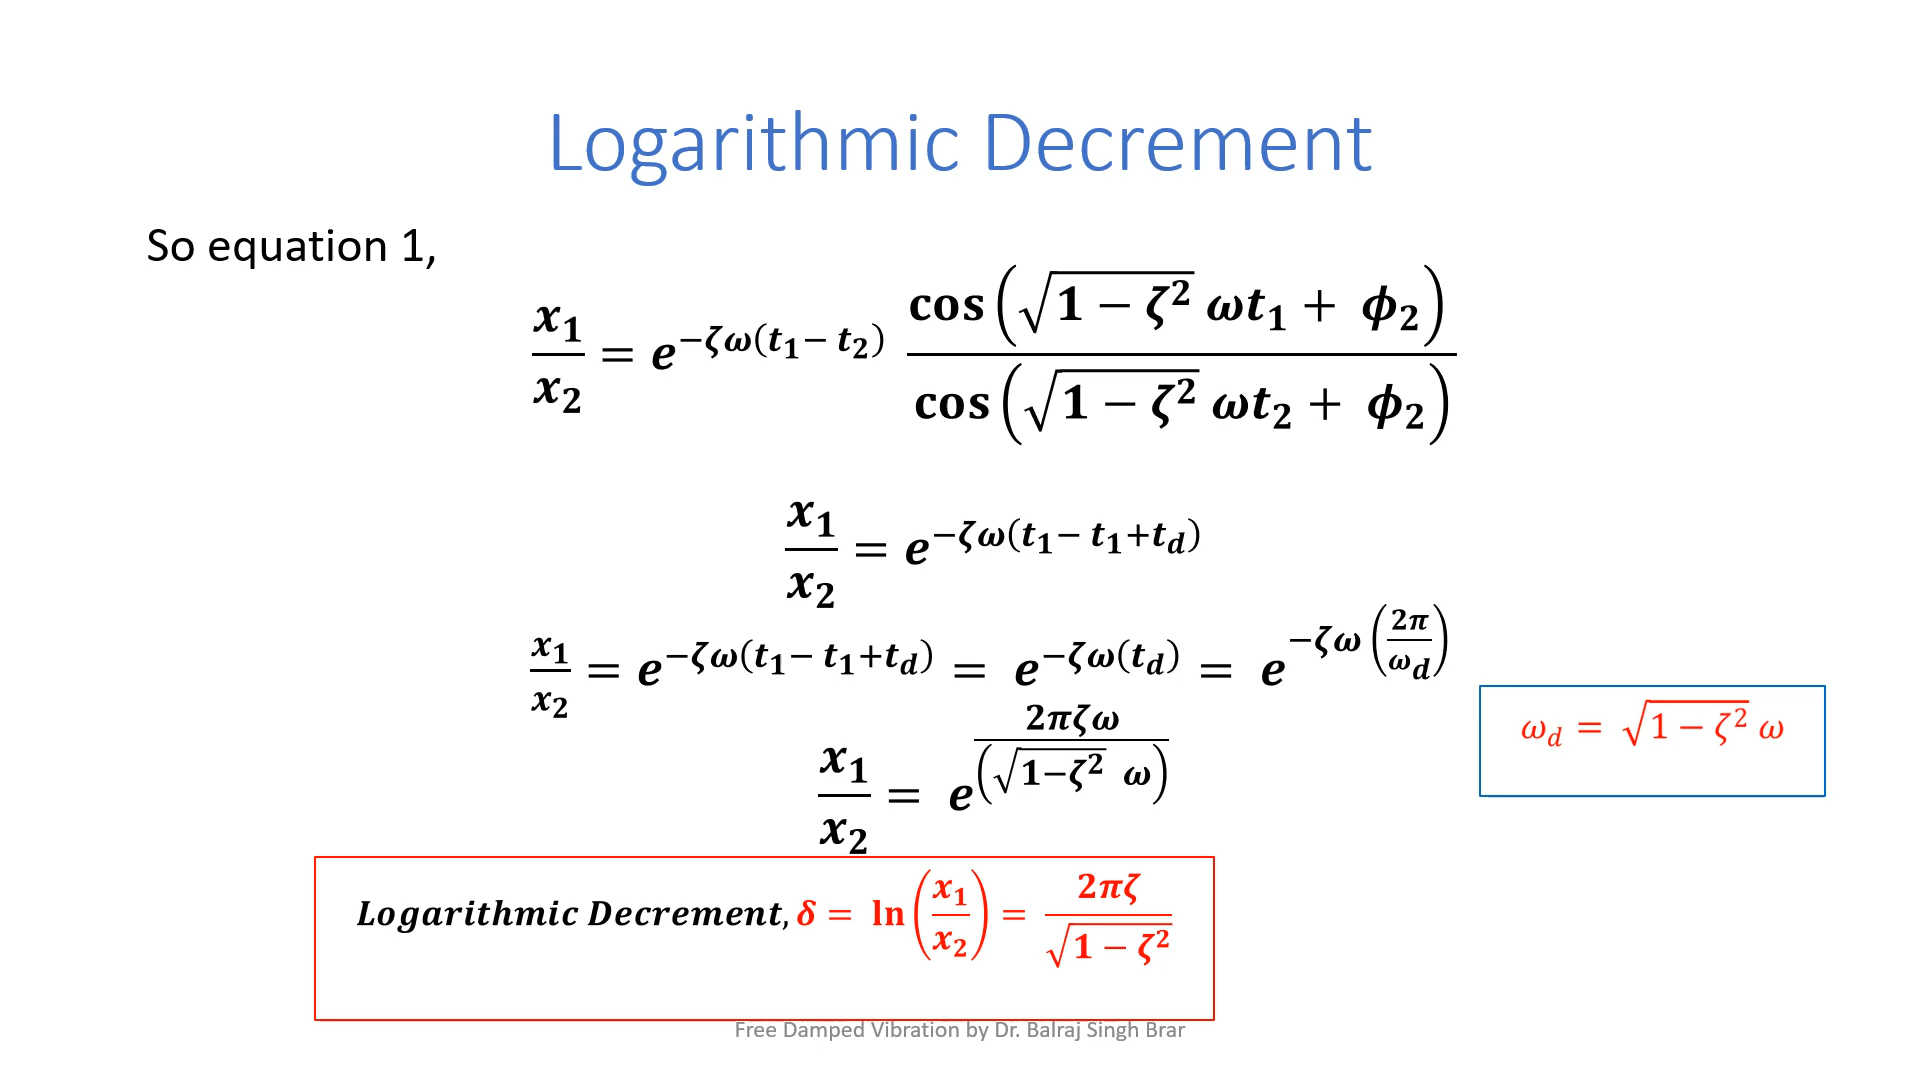 Logarithmic Decrement
So equation 1,
x₁/x₂ = e^(−ζω(t₁− t₂)) cos(√(1 − ζ²) ωt₁ + ϕ₂) / cos(√(1 − ζ²) ωt₂ + ϕ₂)
x₁/x₂ = e^(−ζω(t₁− t₁+t_d))
x₁/x₂ = e^(−ζω(t₁− t₁+t_d)) = e^(−ζω(t_d)) = e^(−ζω(2π/ω_d))
ω_d = √(1 − ζ²) ω
x₁/x₂ = e^(2πζω/(√(1−ζ²) ω))
Logarithmic Decrement, δ = ln(x₁/x₂) = 2πζ/√(1 − ζ²)
Free Damped Vibration by Dr. Balraj Singh Brar